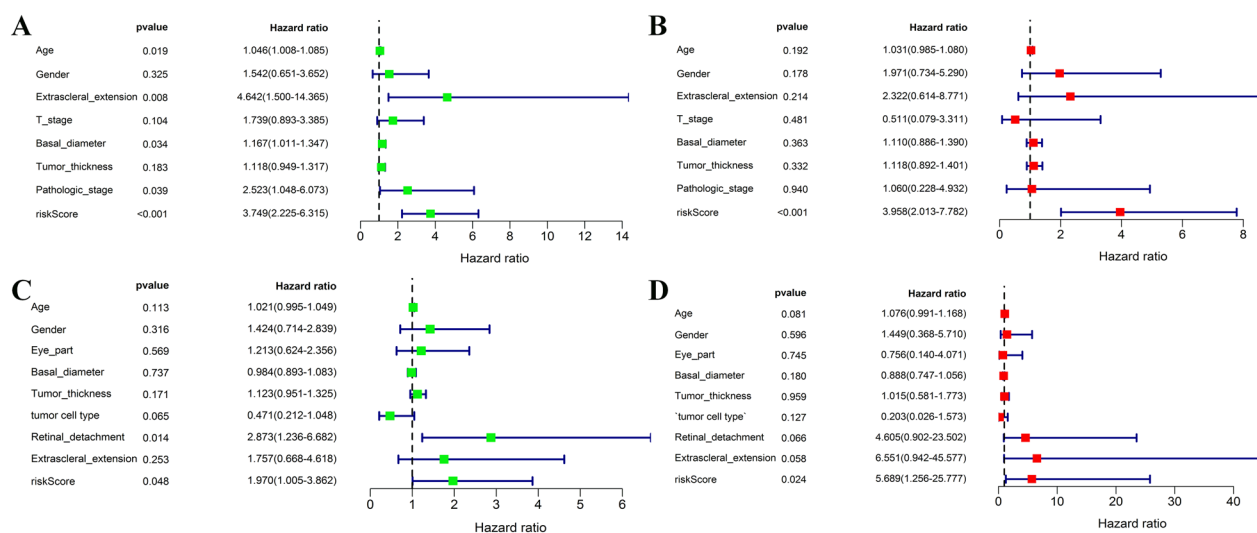 A
pvalue Hazard ratio
Age 0.019 1.046(1.008-1.085)
Gender 0.325 1.542(0.651-3.652)
Extrascleral_extension 0.008 4.642(1.500-14.365)
T_stage 0.104 1.739(0.893-3.385)
Basal_diameter 0.034 1.167(1.011-1.347)
Tumor_thickness 0.183 1.118(0.949-1.317)
Pathologic_stage 0.039 2.523(1.048-6.073)
riskScore <0.001 3.749(2.225-6.315)
0 2 4 6 8 10 12 14
Hazard ratio
B
pvalue Hazard ratio
Age 0.192 1.031(0.985-1.080)
Gender 0.178 1.971(0.734-5.290)
Extrascleral_extension 0.214 2.322(0.614-8.771)
T_stage 0.481 0.511(0.079-3.311)
Basal_diameter 0.363 1.110(0.886-1.390)
Tumor_thickness 0.332 1.118(0.892-1.401)
Pathologic_stage 0.940 1.060(0.228-4.932)
riskScore <0.001 3.958(2.013-7.782)
0 2 4 6 8
Hazard ratio
C
pvalue Hazard ratio
Age 0.113 1.021(0.995-1.049)
Gender 0.316 1.424(0.714-2.839)
Eye_part 0.569 1.213(0.624-2.356)
Basal_diameter 0.737 0.984(0.893-1.083)
Tumor_thickness 0.171 1.123(0.951-1.325)
tumor cell type 0.065 0.471(0.212-1.048)
Retinal_detachment 0.014 2.873(1.236-6.682)
Extrascleral_extension 0.253 1.757(0.668-4.618)
riskScore 0.048 1.970(1.005-3.862)
0 1 2 3 4 5 6
Hazard ratio
D
pvalue Hazard ratio
Age 0.081 1.076(0.991-1.168)
Gender 0.596 1.449(0.368-5.710)
Eye_part 0.745 0.756(0.140-4.071)
Basal_diameter 0.180 0.888(0.747-1.056)
Tumor_thickness 0.959 1.015(0.581-1.773)
`tumor cell type` 0.127 0.203(0.026-1.573)
Retinal_detachment 0.066 4.605(0.902-23.502)
Extrascleral_extension 0.058 6.551(0.942-45.577)
riskScore 0.024 5.689(1.256-25.777)
0 10 20 30 40
Hazard ratio